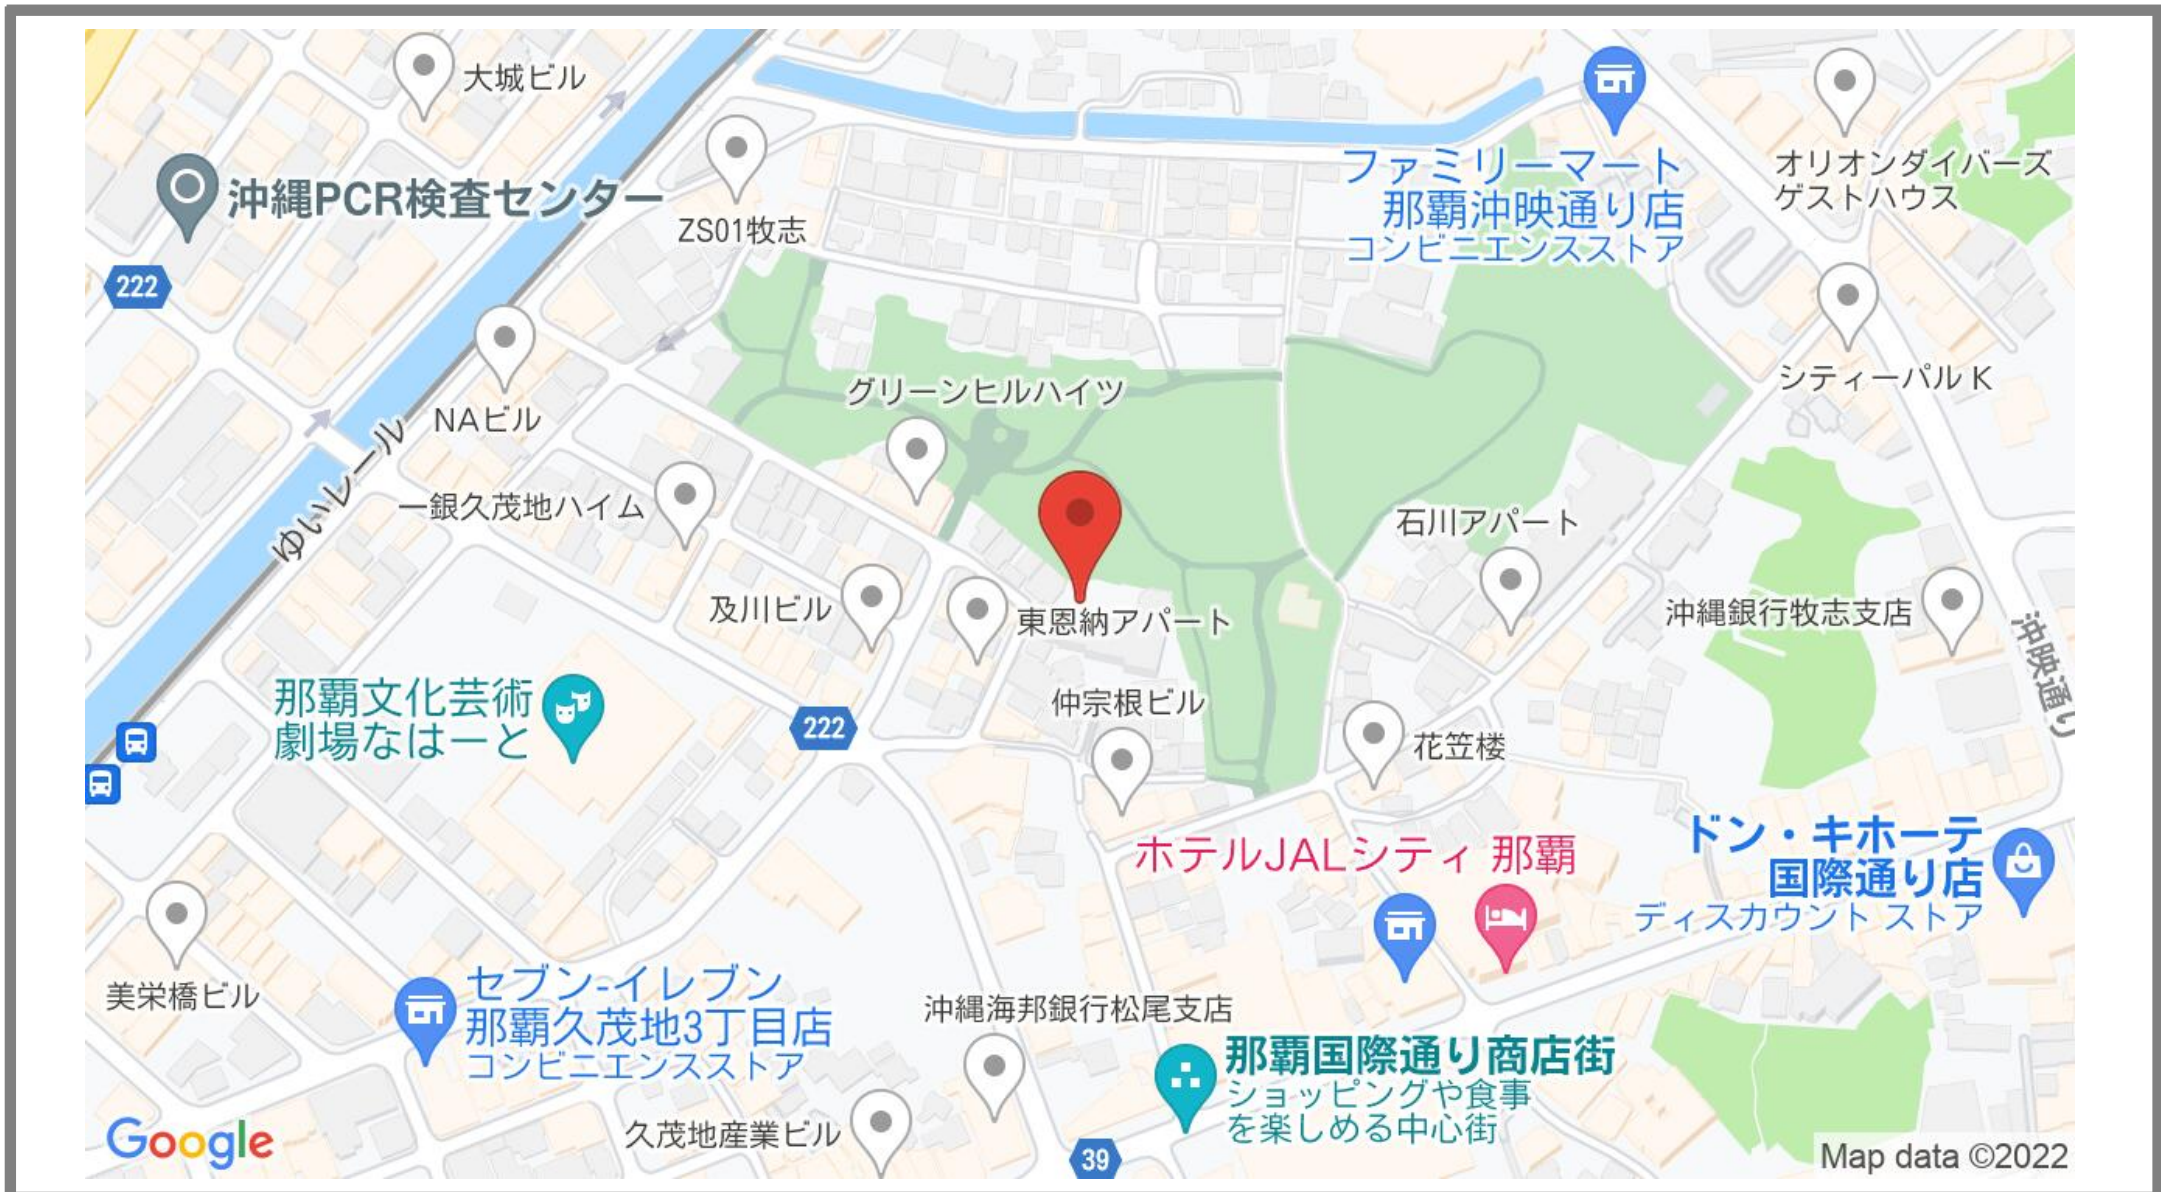 大城ビル
沖縄PCR検査センター
ZS01牧志
222
ファミリーマート
那覇沖映通り店
コンビニエンスストア
オリオンダイバーズ
ゲストハウス
シティーパル K
NAビル
グリーンヒルハイツ
ゆいレール
一銀久茂地ハイム
石川アパート
及川ビル
東恩納アパート
沖縄銀行牧志支店
沖映通り
那覇文化芸術
劇場なはーと
222
仲宗根ビル
花笠楼
ホテルJALシティ 那覇
ドン・キホーテ
国際通り店
ディスカウント ストア
美栄橋ビル
セブン-イレブン
那覇久茂地3丁目店
コンビニエンスストア
沖縄海邦銀行松尾支店
那覇国際通り商店街
ショッピングや食事
を楽しめる中心街
久茂地産業ビル
39
Google
Map data ©2022